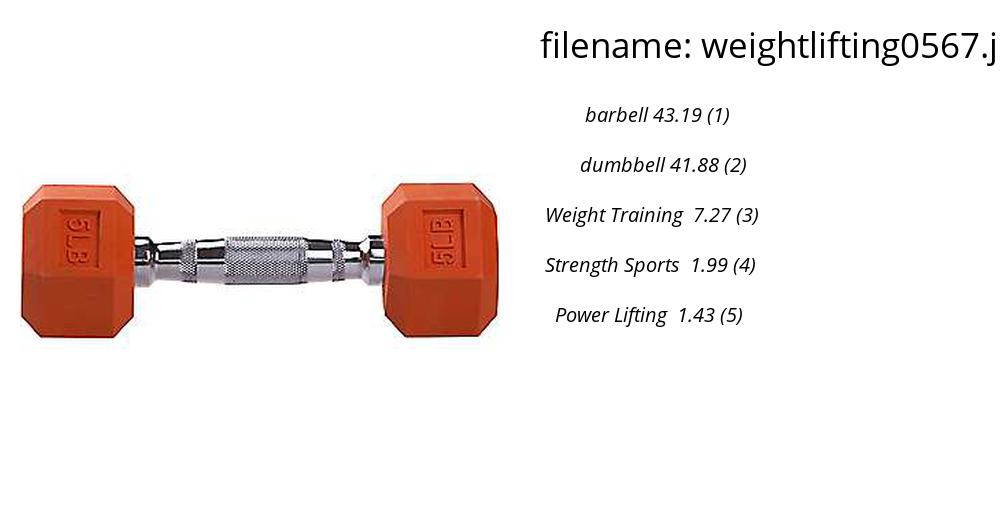 filename: weightlifting0567.j
barbell 43.19 (1)
dumbbell 41.88 (2)
Weight Training 7.27 (3)
Strength Sports 1.99 (4)
Power Lifting 1.43 (5)
5LB
5LB